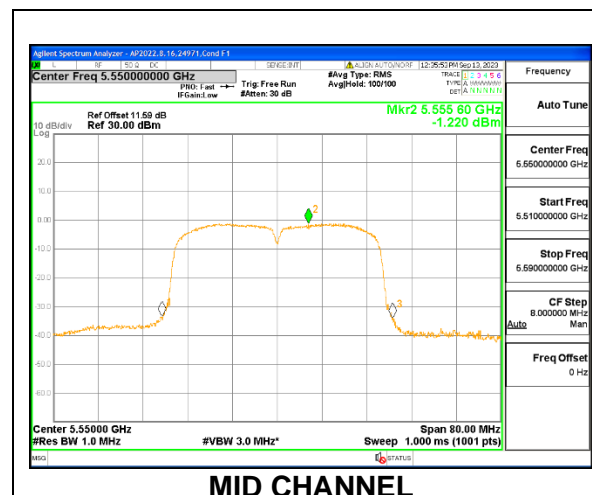 Agilent Spectrum Analyzer - AP2022.8.16,24971,Cond F1
L RF 50 Ω DC SENSE:INT ALIGN AUTO/NORF 12:35:53 PM Sep 13, 2023
Center Freq 5.550000000 GHz
PNO: Fast Trig: Free Run
IFGain:Low #Atten: 30 dB
#Avg Type: RMS
Avg|Hold: 100/100
TRACE 1 2 3 4 5 6
TYPE A WWWWW
DET A N N N N N
Ref Offset 11.59 dB
Ref 30.00 dBm
10 dB/div
Log
Mkr2 5.555 60 GHz
-1.220 dBm
20.0
10.0
0.00
-10.0
-20.0
-30.0
-40.0
-50.0
-60.0
2
3
Center 5.55000 GHz
Span 80.00 MHz
#Res BW 1.0 MHz
#VBW 3.0 MHz*
Sweep 1.000 ms (1001 pts)
MSG
STATUS
Frequency
Auto Tune
Center Freq
5.550000000 GHz
Start Freq
5.510000000 GHz
Stop Freq
5.590000000 GHz
CF Step
8.000000 MHz
Auto Man
Freq Offset
0 Hz
MID CHANNEL